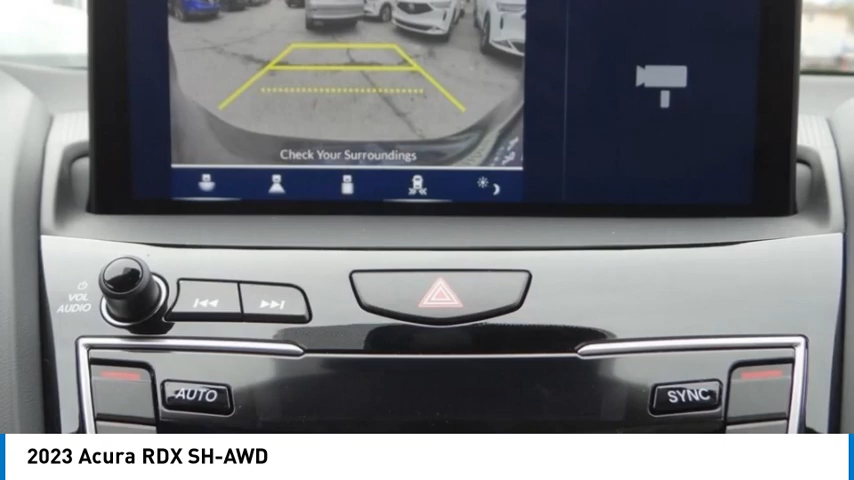 Check Your Surroundings
VOL
AUDIO
AUTO
SYNC
2023 Acura RDX SH-AWD